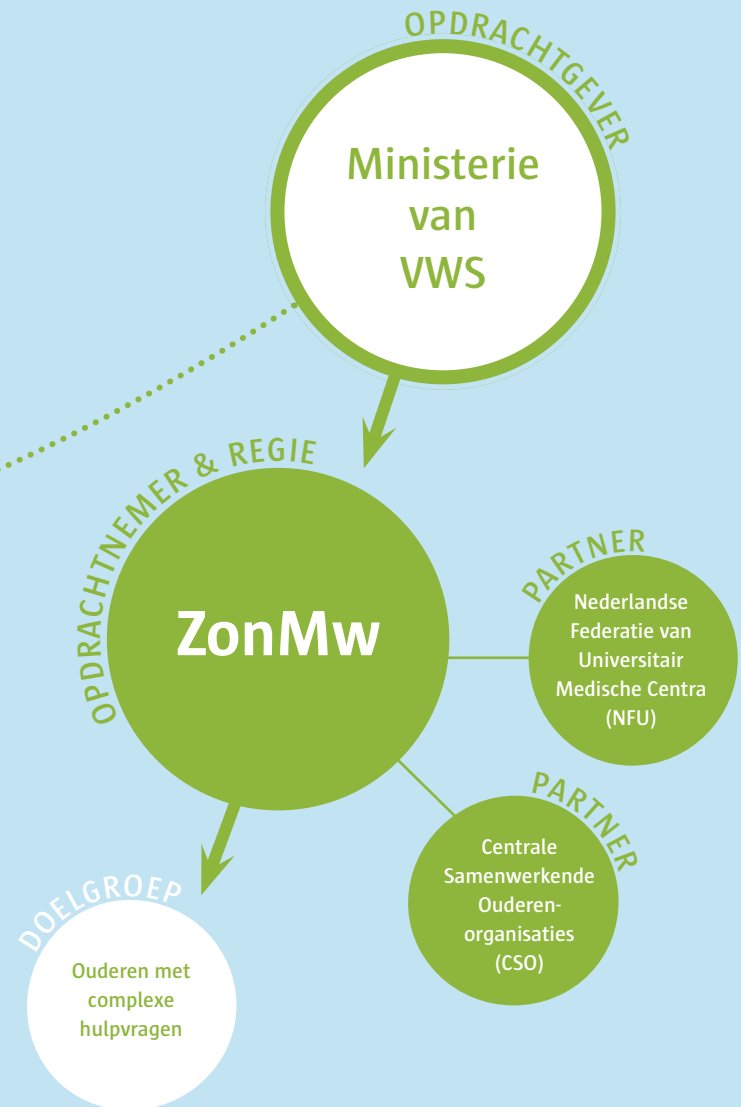 OPDRACHTGEVER
Ministerie
van
VWS
OPDRACHTNEMER & REGIE
ZonMw
PARTNER
Nederlandse
Federatie van
Universitair
Medische Centra
(NFU)
PARTNER
Centrale
Samenwerkende
Ouderen-
organisaties
(CSO)
DOELGROEP
Ouderen met
complexe
hulpvragen